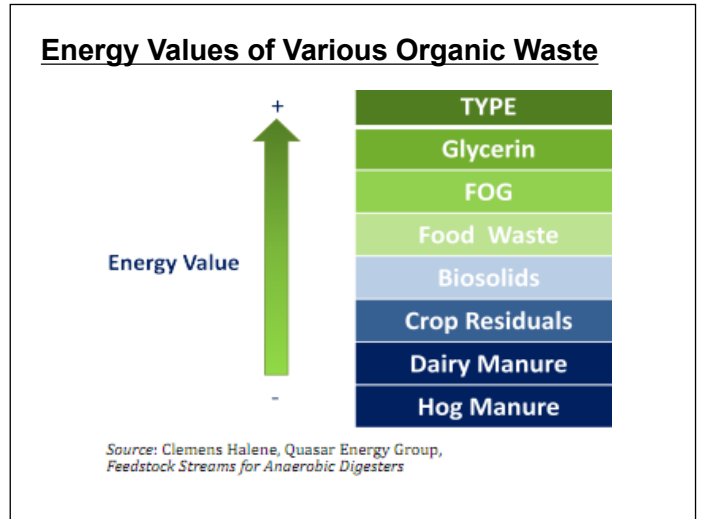 Energy Values of Various Organic Waste
+
TYPE
Glycerin
FOG
Food Waste
Energy Value
Biosolids
Crop Residuals
Dairy Manure
-
Hog Manure
Source: Clemens Halene, Quasar Energy Group,
Feedstock Streams for Anaerobic Digesters